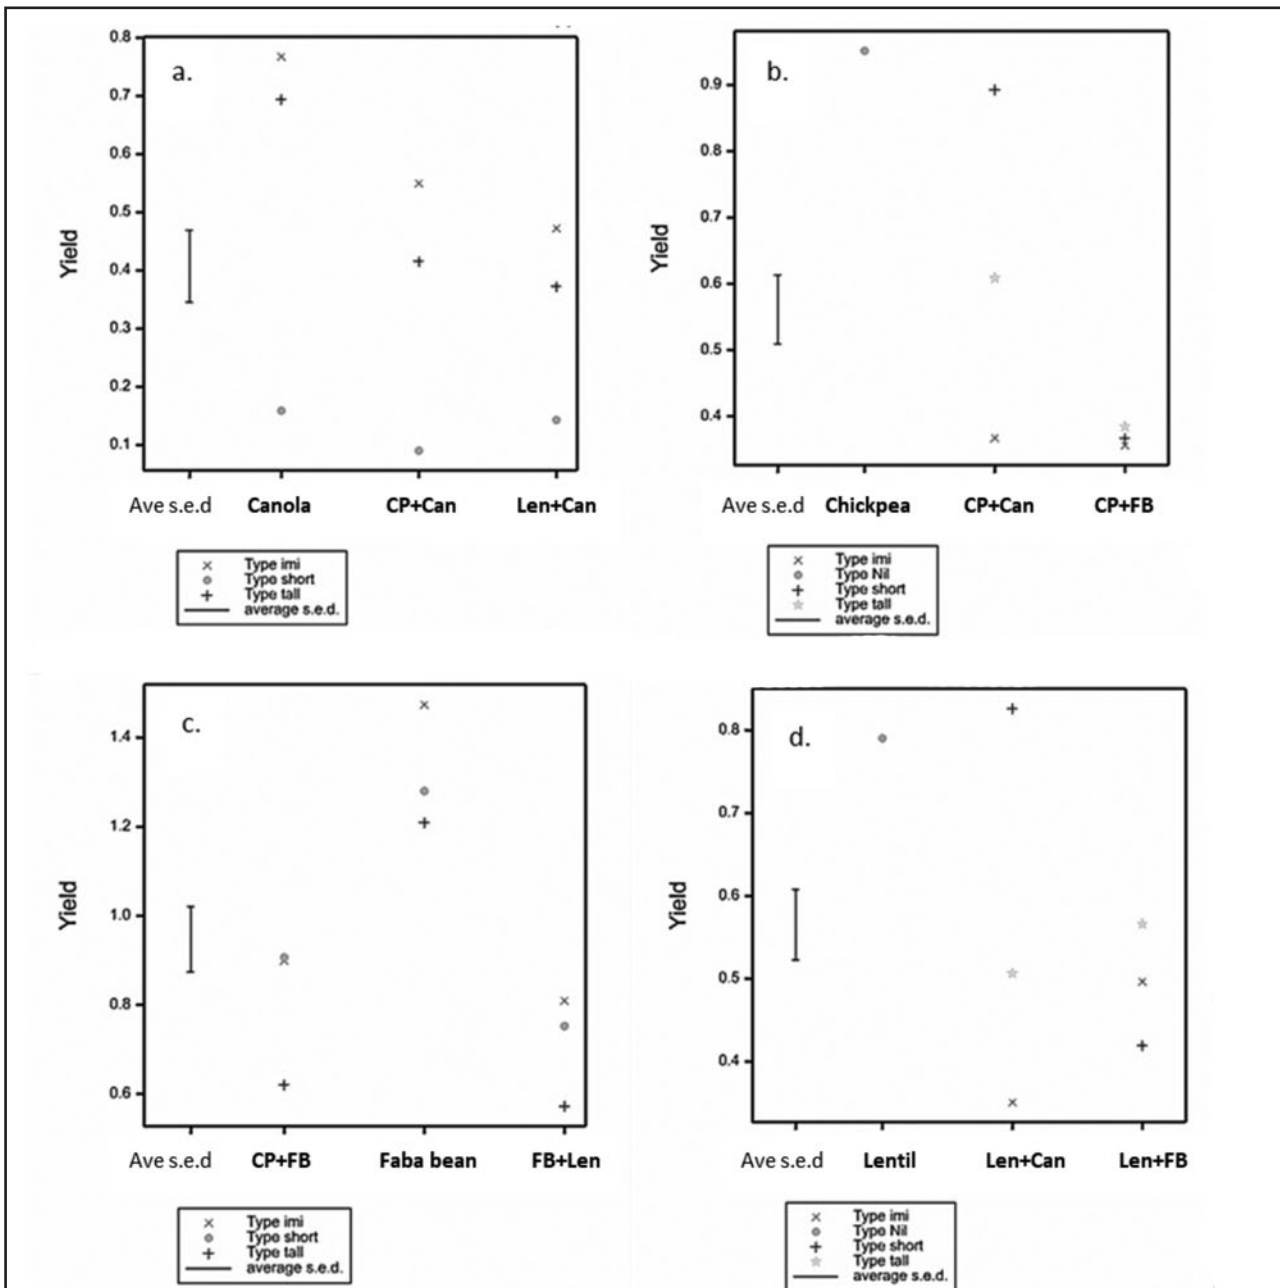 a.
0.8
0.7
0.6
0.5
0.4
0.3
0.2
0.1
Yield
Ave s.e.d Canola CP+Can Len+Can
Type imi
Type short
Type tall
average s.e.d.
b.
0.9
0.8
0.7
0.6
0.5
0.4
Yield
Ave s.e.d Chickpea CP+Can CP+FB
Type imi
Type Nil
Type short
Type tall
average s.e.d.
c.
1.4
1.2
1.0
0.8
0.6
Yield
Ave s.e.d CP+FB Faba bean FB+Len
Type imi
Type short
Type tall
average s.e.d.
d.
0.8
0.7
0.6
0.5
0.4
Yield
Ave s.e.d Lentil Len+Can Len+FB
Type imi
Type Nil
Type short
Type tall
average s.e.d.